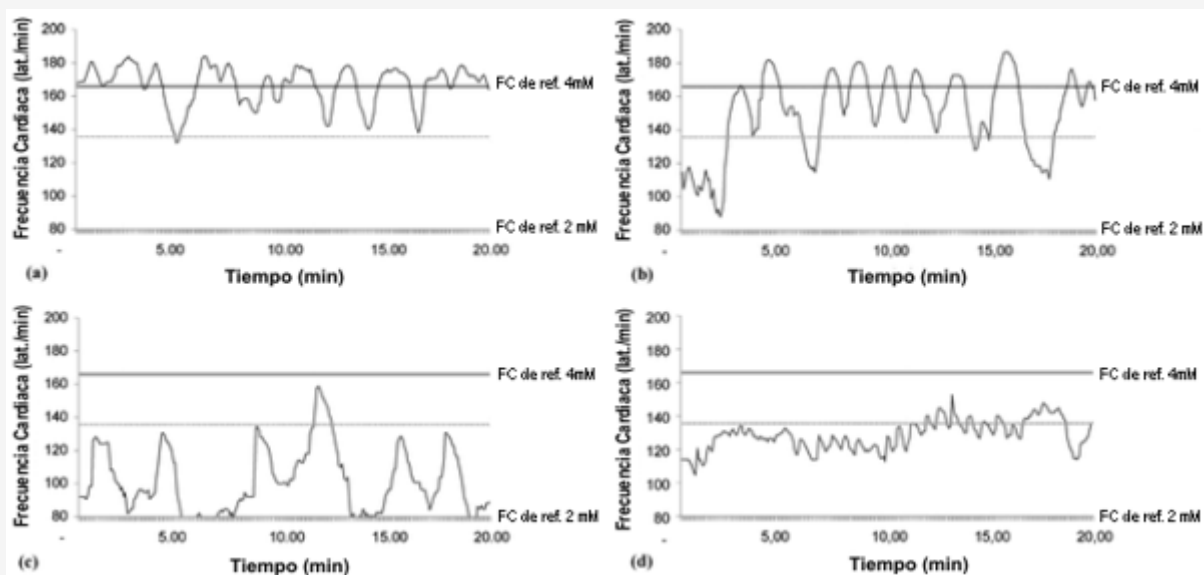 Frecuencia Cardiaca (lat./min)
200
180
160
140
120
100
80
-
FC de ref. 4mM
FC de ref. 2 mM
5.00
10.00
15.00
20.00
(a)
Tiempo (min)
Frecuencia Cardiaca (lat./min)
200
180
160
140
120
100
80
-
FC de ref. 4mM
FC de ref. 2 mM
5,00
10,00
15,00
20,00
(b)
Tiempo (min)
Frecuencia Cardiaca (lat./min)
200
180
160
140
120
100
80
-
FC de ref. 4mM
FC de ref. 2 mM
5.00
10.00
15.00
20.00
(c)
Tiempo (min)
Frecuencia Cardiaca (lat./min)
200
180
160
140
120
100
80
-
FC de ref. 4mM
FC de ref. 2 mM
5,00
10,00
15,00
20,00
(d)
Tiempo (min)